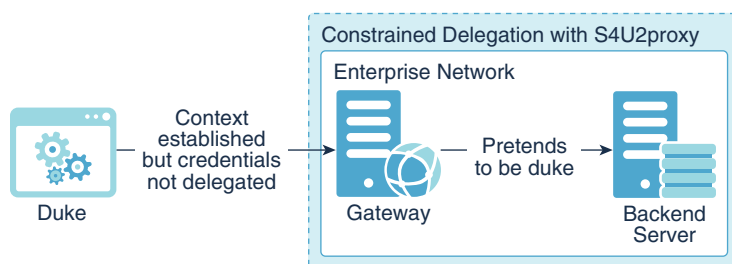 Constrained Delegation with S4U2proxy
Enterprise Network
Context
established
but credentials
not delegated
Pretends
to be duke
Duke
Gateway
Backend
Server